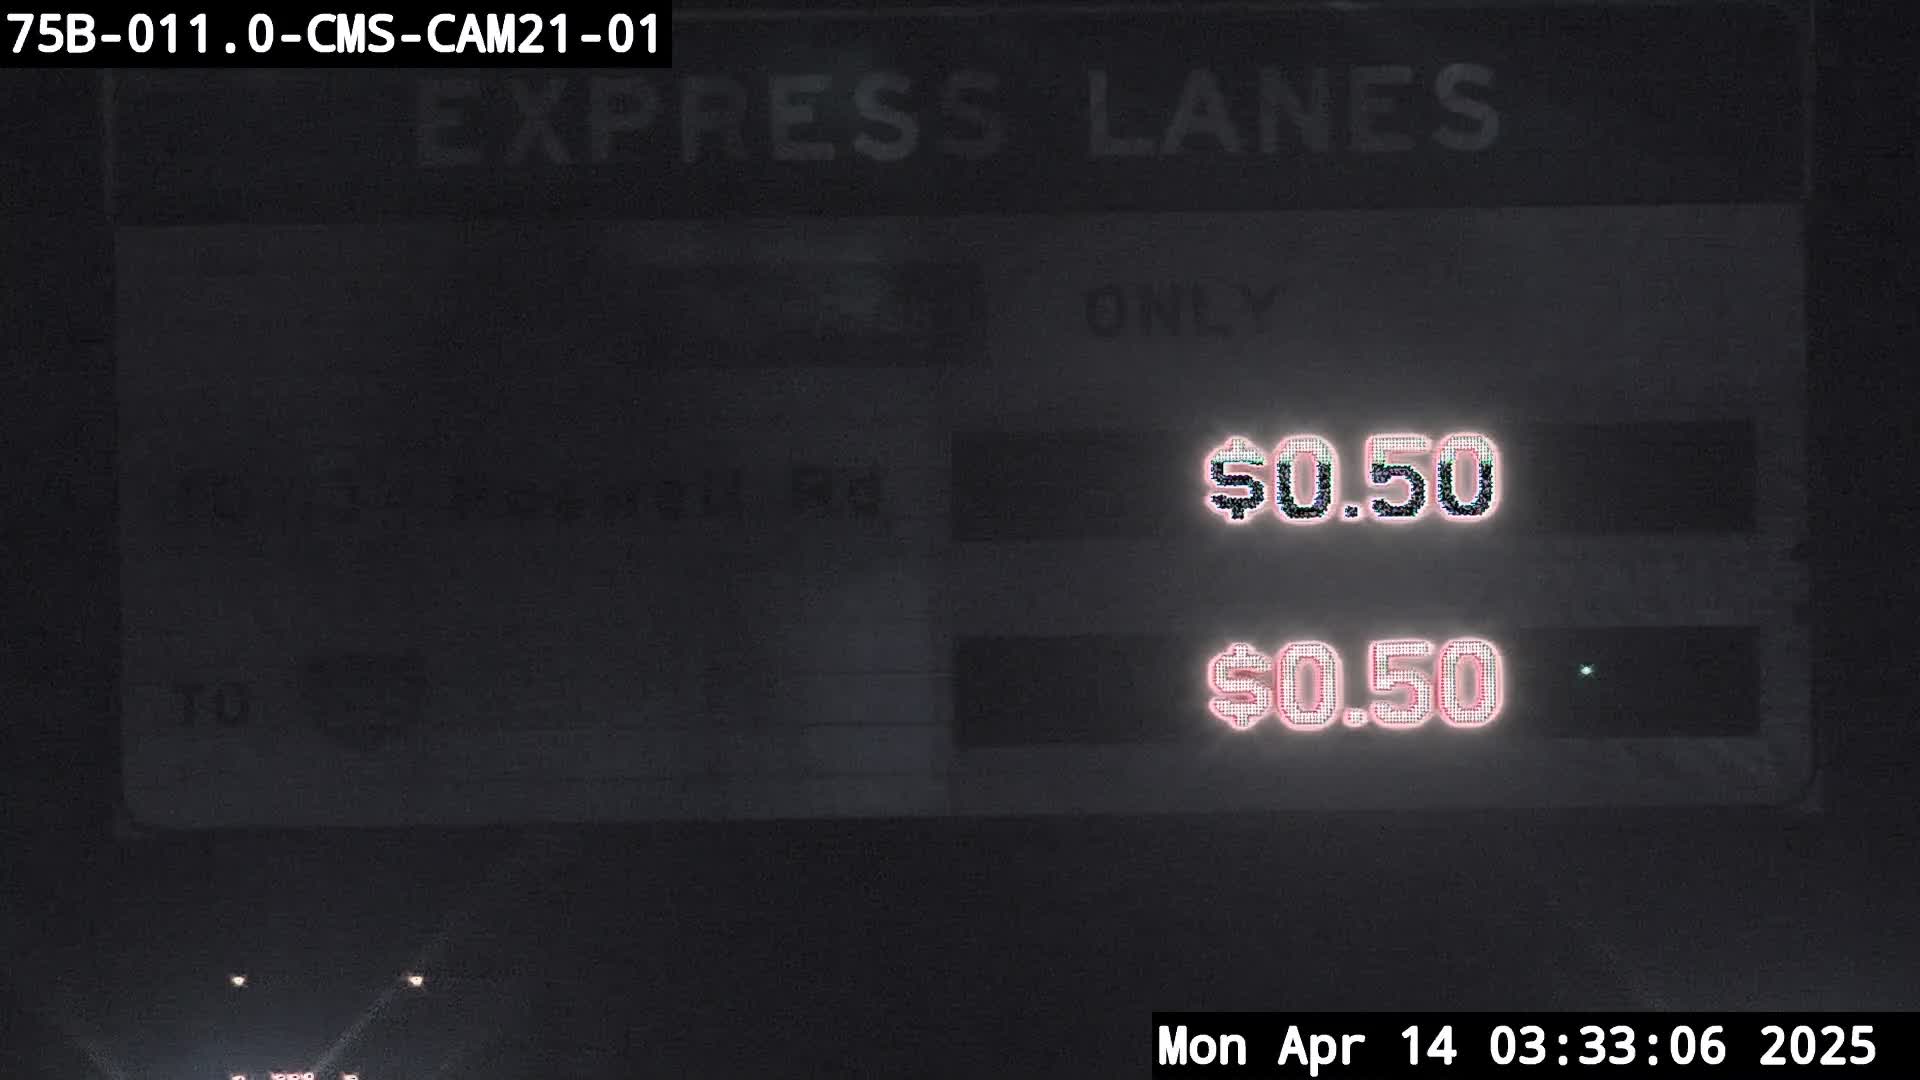 75B-011.0-CMS-CAM21-01
EXPRESS LANES
ONLY
$0.50
TO
$0.50
Mon Apr 14 03:33:06 2025